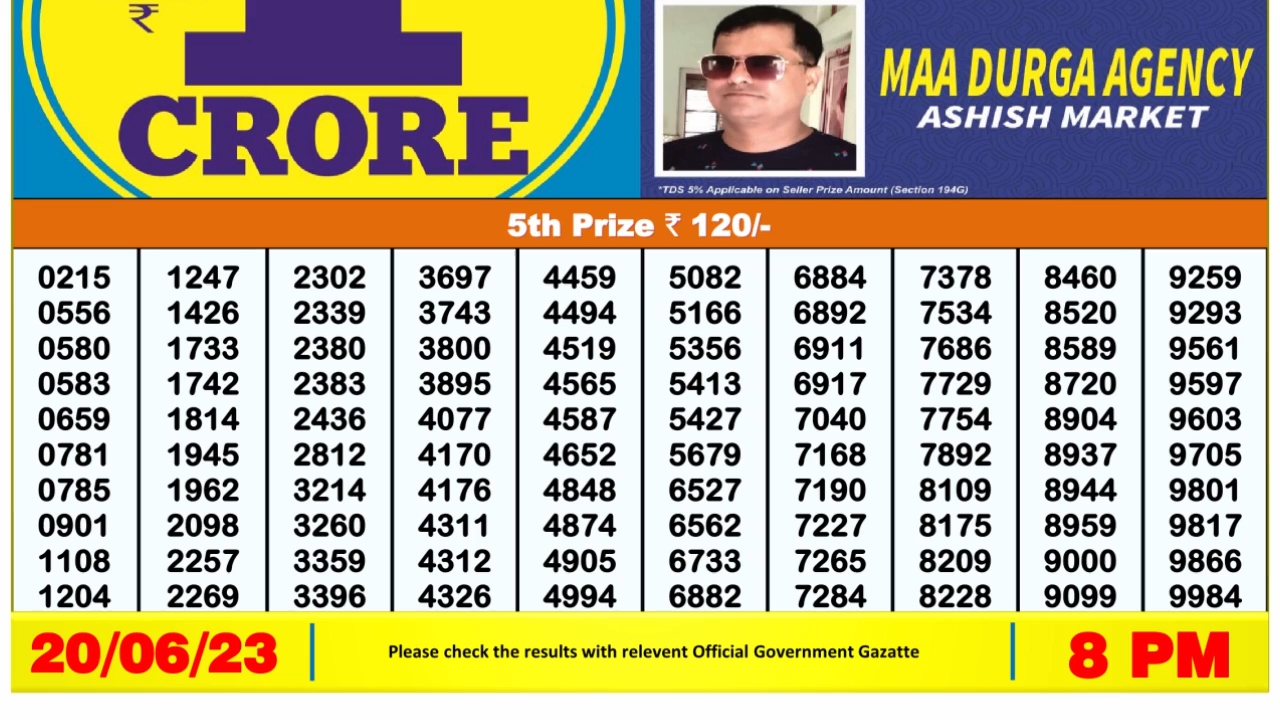 ₹
1
CRORE
MAA DURGA AGENCY
ASHISH MARKET
*TDS 5% Applicable on Seller Prize Amount (Section 194G)
5th Prize ₹ 120/-
0215 1247 2302 3697 4459 5082 6884 7378 8460 9259
0556 1426 2339 3743 4494 5166 6892 7534 8520 9293
0580 1733 2380 3800 4519 5356 6911 7686 8589 9561
0583 1742 2383 3895 4565 5413 6917 7729 8720 9597
0659 1814 2436 4077 4587 5427 7040 7754 8904 9603
0781 1945 2812 4170 4652 5679 7168 7892 8937 9705
0785 1962 3214 4176 4848 6527 7190 8109 8944 9801
0901 2098 3260 4311 4874 6562 7227 8175 8959 9817
1108 2257 3359 4312 4905 6733 7265 8209 9000 9866
1204 2269 3396 4326 4994 6882 7284 8228 9099 9984
20/06/23 Please check the results with relevent Official Government Gazatte 8 PM